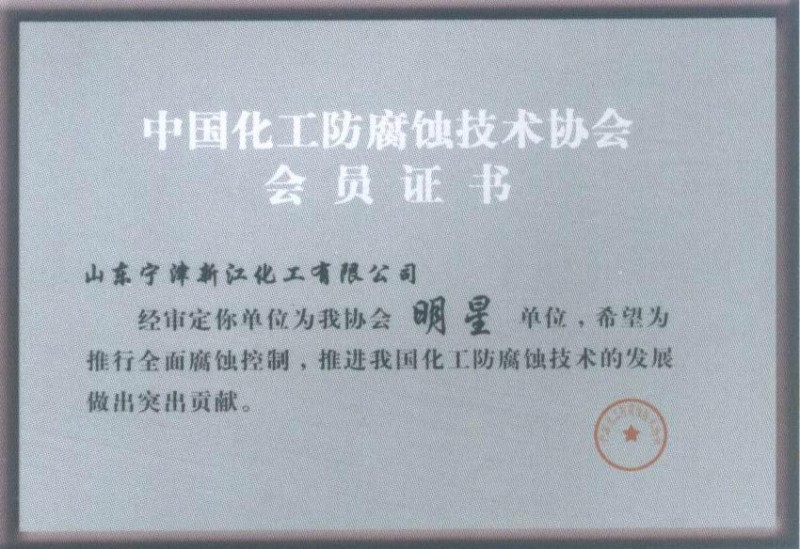 中国化工防腐蚀技术协会
会员证书
山东宁津新江化工有限公司
经审定你单位为我协会 明星 单位，希望为
推行全面腐蚀控制，推进我国化工防腐蚀技术的发展
做出突出贡献。